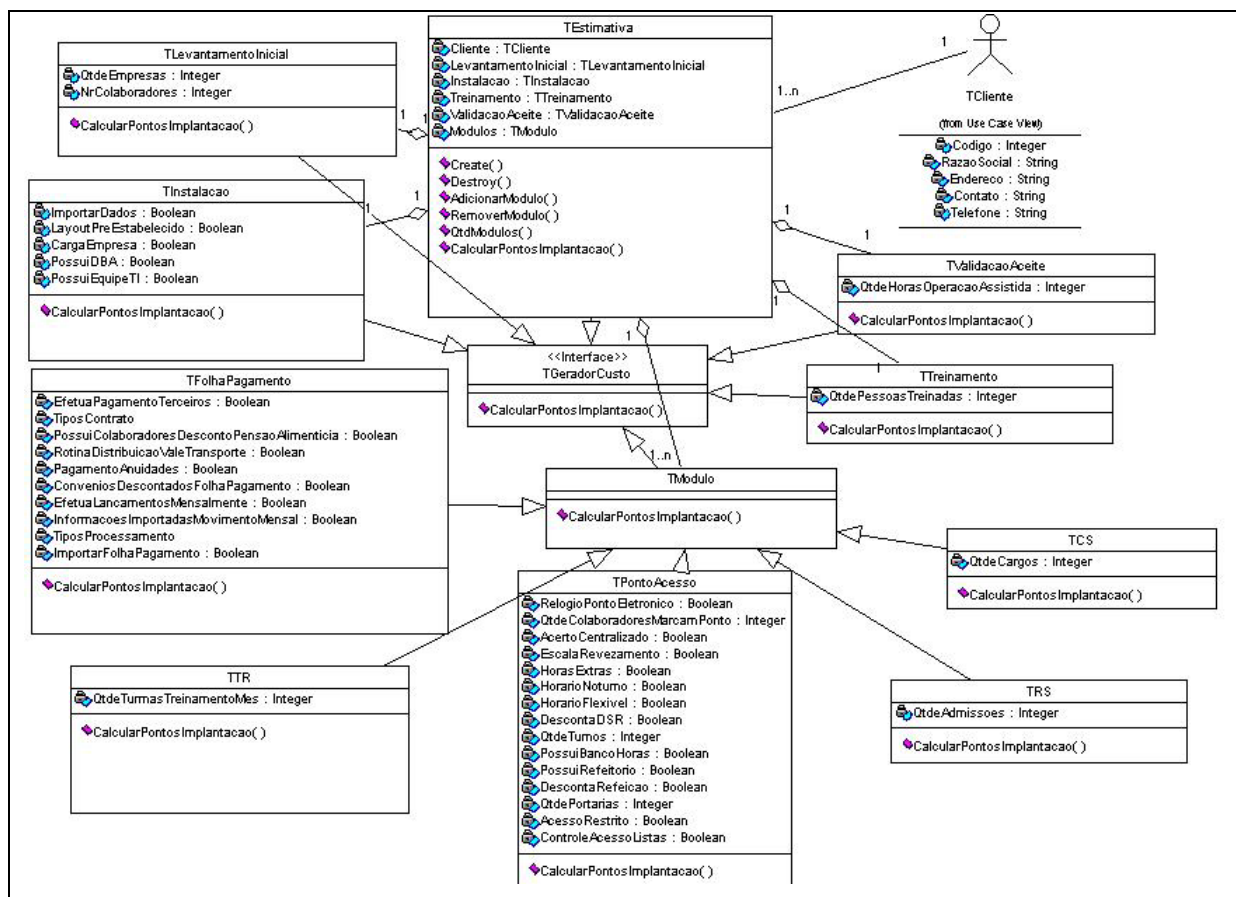 TLevantamentoInicial
QtdeEmpresas : Integer
NrColaboradores : Integer
CalcularPontosImplantacao( )
TEstimativa
Cliente : TCliente
LevantamentoInicial : TLevantamentoInicial
Instalacao : TInstalacao
Treinamento : TTreinamento
ValidacaoAceite : TValidacaoAceite
Modulos : TModulo
Create( )
Destroy( )
AdicionarModulo( )
RemoverModulo( )
QtdModulos( )
CalcularPontosImplantacao( )
1
1..n
TCliente
(from Use Case View)
Codigo : Integer
RazaoSocial : String
Endereco : String
Contato : String
Telefone : String
1
1
TInstalacao
ImportarDados : Boolean
LayoutPreEstabelecido : Boolean
CargaEmpresa : Boolean
PossuiDBA : Boolean
PossuiEquipeTI : Boolean
CalcularPontosImplantacao( )
1
1
1
1
TValidacaoAceite
QtdeHorasOperacaoAssistida : Integer
CalcularPontosImplantacao( )
1
1
<<Interface>>
TGeradorCusto
CalcularPontosImplantacao( )
1
1..n
TTreinamento
QtdePessoasTreinadas : Integer
CalcularPontosImplantacao( )
TFolhaPagamento
EfetuaPagamentoTerceiros : Boolean
TiposContrato
PossuiColaboradoresDescontoPensaoAlimenticia : Boolean
RotinaDistribuicaoValeTransporte : Boolean
PagamentoAnuidades : Boolean
ConveniosDescontadosFolhaPagamento : Boolean
EfetuaLancamentosMensalmente : Boolean
InformacoesImportadasMovimentoMensal : Boolean
TiposProcessamento
ImportarFolhaPagamento : Boolean
CalcularPontosImplantacao( )
TModulo
CalcularPontosImplantacao( )
TCS
QtdeCargos : Integer
CalcularPontosImplantacao( )
TPontoAcesso
RelogioPontoEletronico : Boolean
QtdeColaboradoresMarcamPonto : Integer
AcertoCentralizado : Boolean
EscalaRevezamento : Boolean
HorasExtras : Boolean
HorarioNoturno : Boolean
HorarioFlexivel : Boolean
DescontaDSR : Boolean
QtdeTurnos : Integer
PossuiBancoHoras : Boolean
PossuiRefeitorio : Boolean
DescontaRefeicao : Boolean
QtdePortarias : Integer
AcessoRestrito : Boolean
ControleAcessoListas : Boolean
CalcularPontosImplantacao( )
TTR
QtdeTurmasTreinamentoMes : Integer
CalcularPontosImplantacao( )
TRS
QtdeAdmissoes : Integer
CalcularPontosImplantacao( )